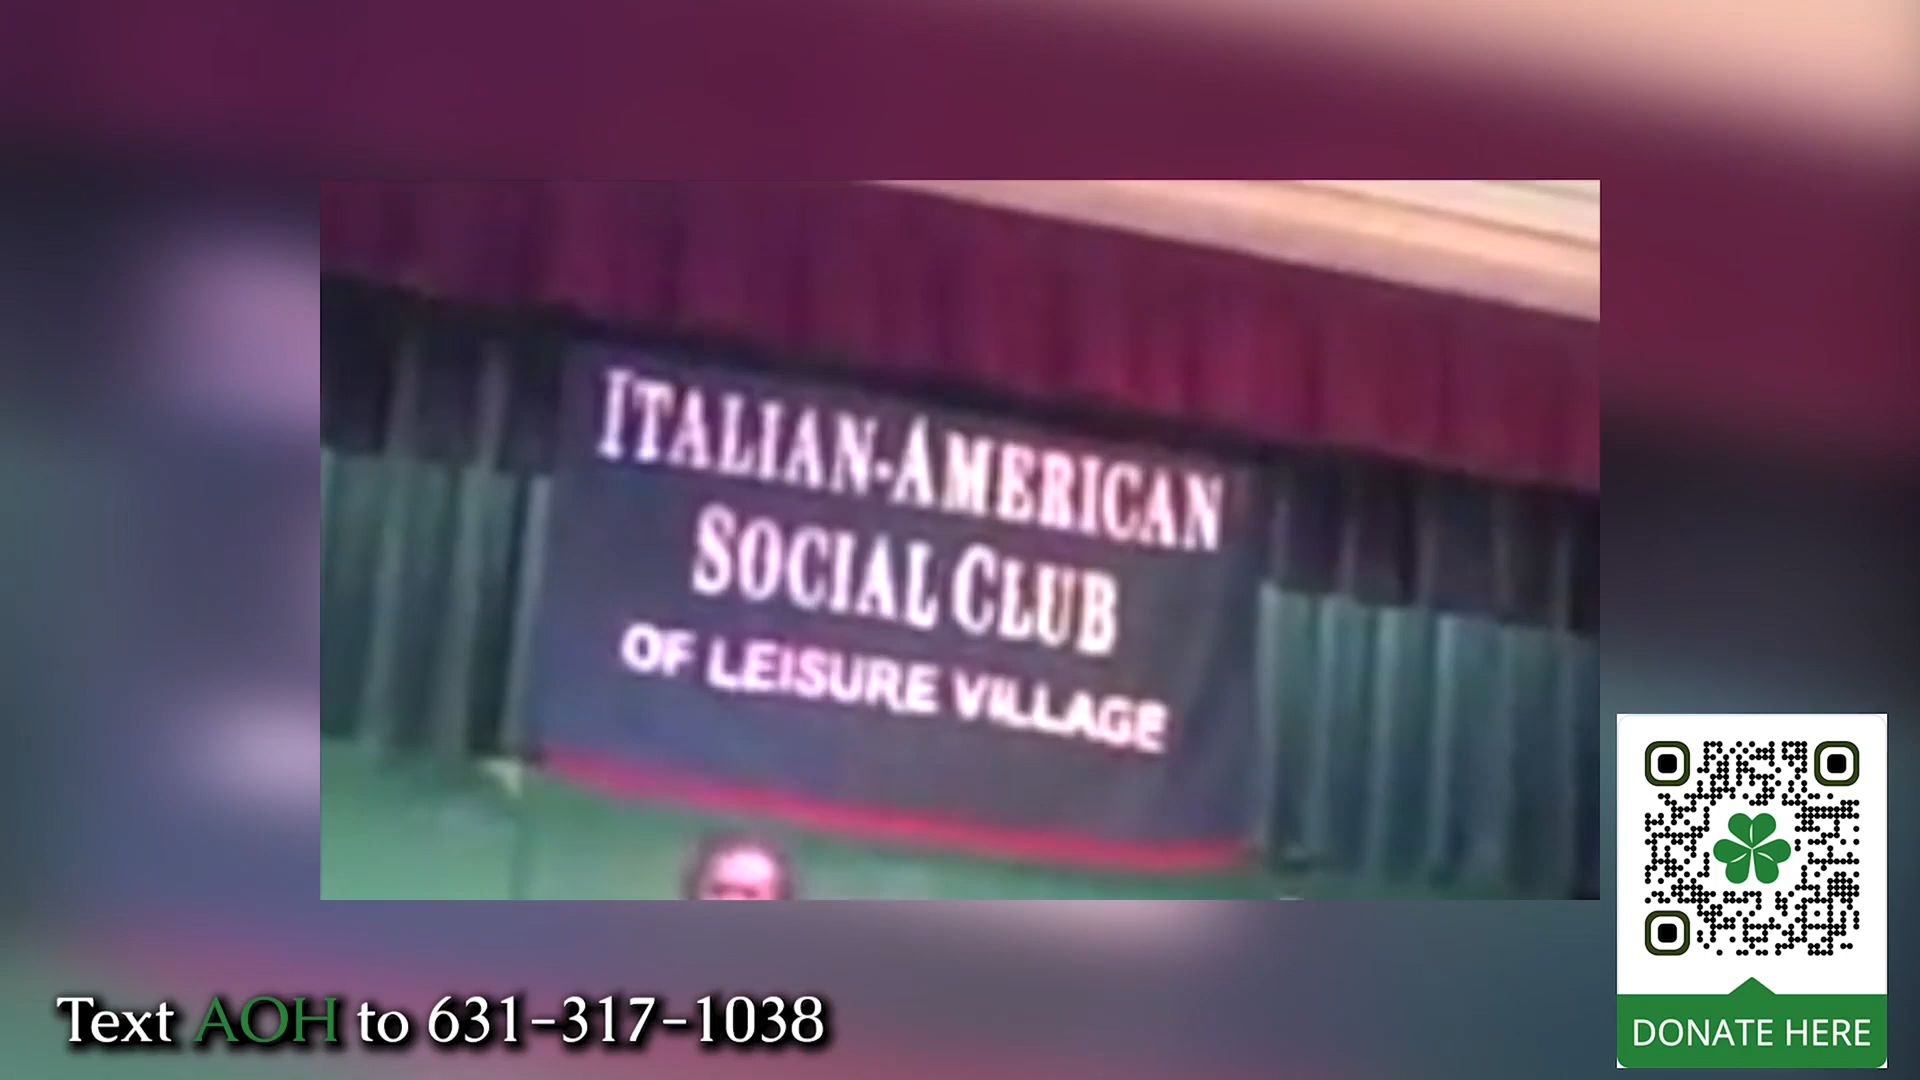 ITALIAN-AMERICAN
SOCIAL CLUB
OF LEISURE VILLAGE
Text AOH to 631-317-1038
DONATE HERE